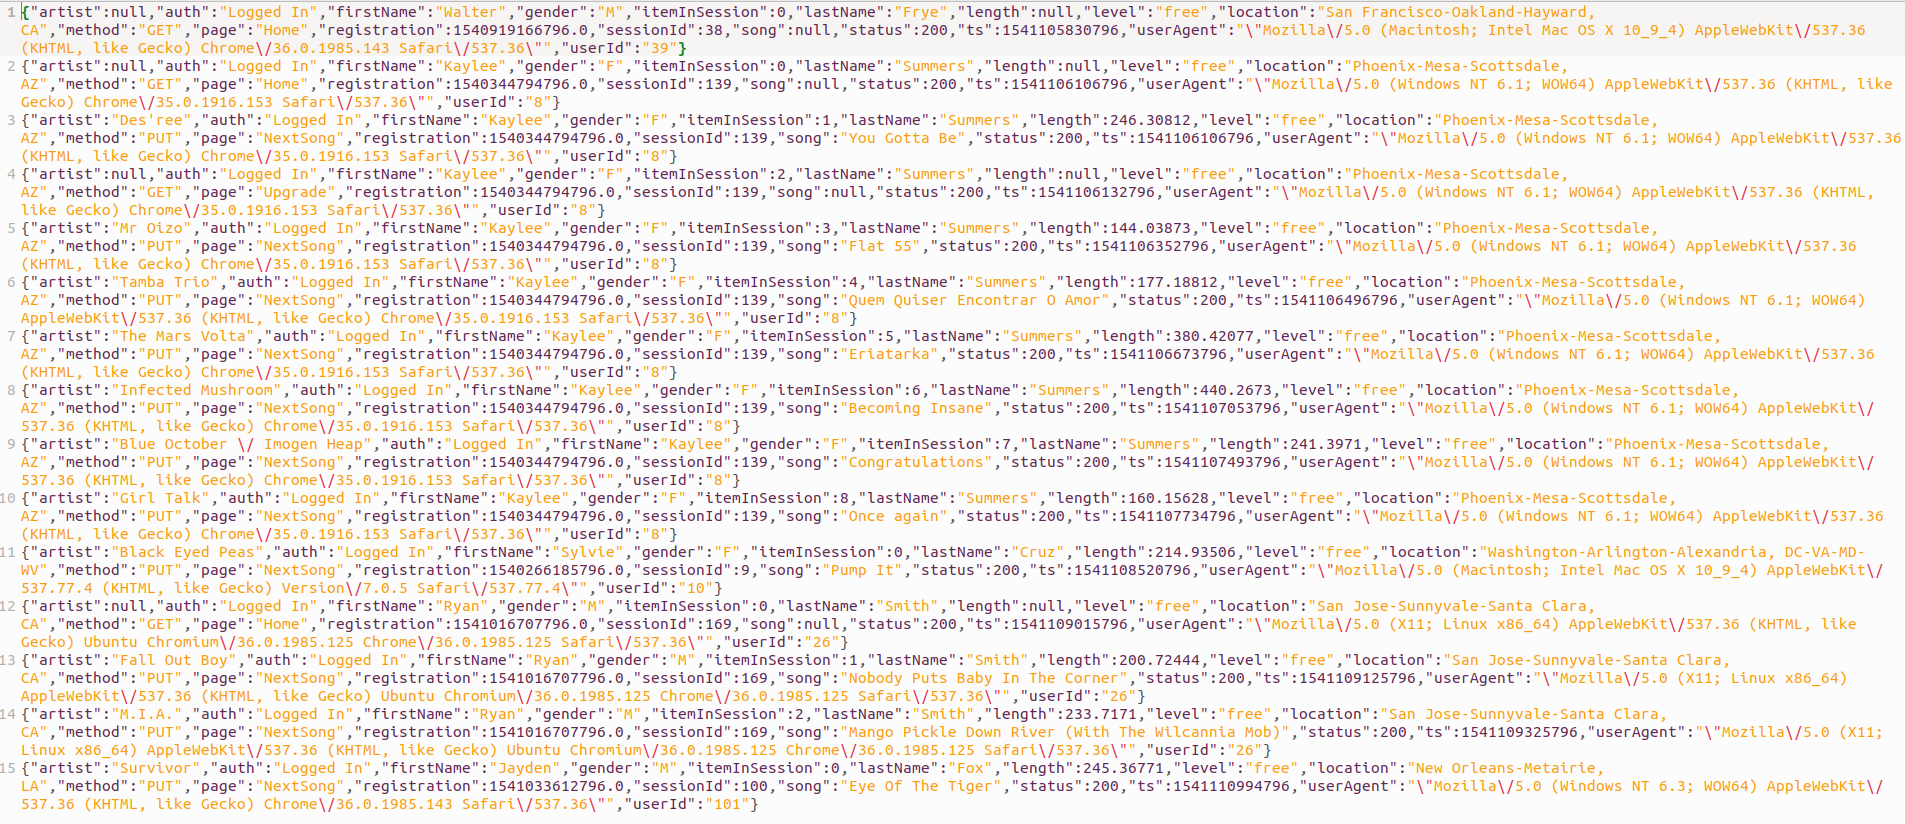 1 {"artist":null,"auth":"Logged In","firstName":"Walter","gender":"M","itemInSession":0,"lastName":"Frye","length":null,"level":"free","location":"San Francisco-Oakland-Hayward,
CA","method":"GET","page":"Home","registration":1540919166796.0,"sessionId":38,"song":null,"status":200,"ts":1541105830796,"userAgent":"\"Mozilla\/5.0 (Macintosh; Intel Mac OS X 10_9_4) AppleWebKit\/537.36
(KHTML, like Gecko) Chrome\/36.0.1985.143 Safari\/537.36\"","userId":"39"}
2 {"artist":null,"auth":"Logged In","firstName":"Kaylee","gender":"F","itemInSession":0,"lastName":"Summers","length":null,"level":"free","location":"Phoenix-Mesa-Scottsdale,
AZ","method":"GET","page":"Home","registration":1540344794796.0,"sessionId":139,"song":null,"status":200,"ts":1541106106796,"userAgent":"\"Mozilla\/5.0 (Windows NT 6.1; WOW64) AppleWebKit\/537.36 (KHTML, like
Gecko) Chrome\/35.0.1916.153 Safari\/537.36\"","userId":"8"}
3 {"artist":"Des'ree","auth":"Logged In","firstName":"Kaylee","gender":"F","itemInSession":1,"lastName":"Summers","length":246.30812,"level":"free","location":"Phoenix-Mesa-Scottsdale,
AZ","method":"PUT","page":"NextSong","registration":1540344794796.0,"sessionId":139,"song":"You Gotta Be","status":200,"ts":1541106106796,"userAgent":"\"Mozilla\/5.0 (Windows NT 6.1; WOW64) AppleWebKit\/537.36
(KHTML, like Gecko) Chrome\/35.0.1916.153 Safari\/537.36\"","userId":"8"}
4 {"artist":null,"auth":"Logged In","firstName":"Kaylee","gender":"F","itemInSession":2,"lastName":"Summers","length":null,"level":"free","location":"Phoenix-Mesa-Scottsdale,
AZ","method":"GET","page":"Upgrade","registration":1540344794796.0,"sessionId":139,"song":null,"status":200,"ts":1541106132796,"userAgent":"\"Mozilla\/5.0 (Windows NT 6.1; WOW64) AppleWebKit\/537.36 (KHTML,
like Gecko) Chrome\/35.0.1916.153 Safari\/537.36\"","userId":"8"}
5 {"artist":"Mr Oizo","auth":"Logged In","firstName":"Kaylee","gender":"F","itemInSession":3,"lastName":"Summers","length":144.03873,"level":"free","location":"Phoenix-Mesa-Scottsdale,
AZ","method":"PUT","page":"NextSong","registration":1540344794796.0,"sessionId":139,"song":"Flat 55","status":200,"ts":1541106352796,"userAgent":"\"Mozilla\/5.0 (Windows NT 6.1; WOW64) AppleWebKit\/537.36
(KHTML, like Gecko) Chrome\/35.0.1916.153 Safari\/537.36\"","userId":"8"}
6 {"artist":"Tamba Trio","auth":"Logged In","firstName":"Kaylee","gender":"F","itemInSession":4,"lastName":"Summers","length":177.18812,"level":"free","location":"Phoenix-Mesa-Scottsdale,
AZ","method":"PUT","page":"NextSong","registration":1540344794796.0,"sessionId":139,"song":"Quem Quiser Encontrar O Amor","status":200,"ts":1541106496796,"userAgent":"\"Mozilla\/5.0 (Windows NT 6.1; WOW64)
AppleWebKit\/537.36 (KHTML, like Gecko) Chrome\/35.0.1916.153 Safari\/537.36\"","userId":"8"}
7 {"artist":"The Mars Volta","auth":"Logged In","firstName":"Kaylee","gender":"F","itemInSession":5,"lastName":"Summers","length":380.42077,"level":"free","location":"Phoenix-Mesa-Scottsdale,
AZ","method":"PUT","page":"NextSong","registration":1540344794796.0,"sessionId":139,"song":"Eriatarka","status":200,"ts":1541106673796,"userAgent":"\"Mozilla\/5.0 (Windows NT 6.1; WOW64) AppleWebKit\/537.36
(KHTML, like Gecko) Chrome\/35.0.1916.153 Safari\/537.36\"","userId":"8"}
8 {"artist":"Infected Mushroom","auth":"Logged In","firstName":"Kaylee","gender":"F","itemInSession":6,"lastName":"Summers","length":440.2673,"level":"free","location":"Phoenix-Mesa-Scottsdale,
AZ","method":"PUT","page":"NextSong","registration":1540344794796.0,"sessionId":139,"song":"Becoming Insane","status":200,"ts":1541107053796,"userAgent":"\"Mozilla\/5.0 (Windows NT 6.1; WOW64) AppleWebKit\/
537.36 (KHTML, like Gecko) Chrome\/35.0.1916.153 Safari\/537.36\"","userId":"8"}
9 {"artist":"Blue October \/ Imogen Heap","auth":"Logged In","firstName":"Kaylee","gender":"F","itemInSession":7,"lastName":"Summers","length":241.3971,"level":"free","location":"Phoenix-Mesa-Scottsdale,
AZ","method":"PUT","page":"NextSong","registration":1540344794796.0,"sessionId":139,"song":"Congratulations","status":200,"ts":1541107493796,"userAgent":"\"Mozilla\/5.0 (Windows NT 6.1; WOW64) AppleWebKit\/
537.36 (KHTML, like Gecko) Chrome\/35.0.1916.153 Safari\/537.36\"","userId":"8"}
10 {"artist":"Girl Talk","auth":"Logged In","firstName":"Kaylee","gender":"F","itemInSession":8,"lastName":"Summers","length":160.15628,"level":"free","location":"Phoenix-Mesa-Scottsdale,
AZ","method":"PUT","page":"NextSong","registration":1540344794796.0,"sessionId":139,"song":"Once again","status":200,"ts":1541107734796,"userAgent":"\"Mozilla\/5.0 (Windows NT 6.1; WOW64) AppleWebKit\/537.36
(KHTML, like Gecko) Chrome\/35.0.1916.153 Safari\/537.36\"","userId":"8"}
11 {"artist":"Black Eyed Peas","auth":"Logged In","firstName":"Sylvie","gender":"F","itemInSession":0,"lastName":"Cruz","length":214.93506,"level":"free","location":"Washington-Arlington-Alexandria, DC-VA-MD-
WV","method":"PUT","page":"NextSong","registration":1540266185796.0,"sessionId":9,"song":"Pump It","status":200,"ts":1541108520796,"userAgent":"\"Mozilla\/5.0 (Macintosh; Intel Mac OS X 10_9_4) AppleWebKit\/
537.77.4 (KHTML, like Gecko) Version\/7.0.5 Safari\/537.77.4\"","userId":"10"}
12 {"artist":null,"auth":"Logged In","firstName":"Ryan","gender":"M","itemInSession":0,"lastName":"Smith","length":null,"level":"free","location":"San Jose-Sunnyvale-Santa Clara,
CA","method":"GET","page":"Home","registration":1541016707796.0,"sessionId":169,"song":null,"status":200,"ts":1541109015796,"userAgent":"\"Mozilla\/5.0 (X11; Linux x86_64) AppleWebKit\/537.36 (KHTML, like
Gecko) Ubuntu Chromium\/36.0.1985.125 Chrome\/36.0.1985.125 Safari\/537.36\"","userId":"26"}
13 {"artist":"Fall Out Boy","auth":"Logged In","firstName":"Ryan","gender":"M","itemInSession":1,"lastName":"Smith","length":200.72444,"level":"free","location":"San Jose-Sunnyvale-Santa Clara,
CA","method":"PUT","page":"NextSong","registration":1541016707796.0,"sessionId":169,"song":"Nobody Puts Baby In The Corner","status":200,"ts":1541109125796,"userAgent":"\"Mozilla\/5.0 (X11; Linux x86_64)
AppleWebKit\/537.36 (KHTML, like Gecko) Ubuntu Chromium\/36.0.1985.125 Chrome\/36.0.1985.125 Safari\/537.36\"","userId":"26"}
14 {"artist":"M.I.A.","auth":"Logged In","firstName":"Ryan","gender":"M","itemInSession":2,"lastName":"Smith","length":233.7171,"level":"free","location":"San Jose-Sunnyvale-Santa Clara,
CA","method":"PUT","page":"NextSong","registration":1541016707796.0,"sessionId":169,"song":"Mango Pickle Down River (With The Wilcannia Mob)","status":200,"ts":1541109325796,"userAgent":"\"Mozilla\/5.0 (X11;
Linux x86_64) AppleWebKit\/537.36 (KHTML, like Gecko) Ubuntu Chromium\/36.0.1985.125 Chrome\/36.0.1985.125 Safari\/537.36\"","userId":"26"}
15 {"artist":"Survivor","auth":"Logged In","firstName":"Jayden","gender":"M","itemInSession":0,"lastName":"Fox","length":245.36771,"level":"free","location":"New Orleans-Metairie,
LA","method":"PUT","page":"NextSong","registration":1541033612796.0,"sessionId":100,"song":"Eye Of The Tiger","status":200,"ts":1541110994796,"userAgent":"\"Mozilla\/5.0 (Windows NT 6.3; WOW64) AppleWebKit\/
537.36 (KHTML, like Gecko) Chrome\/36.0.1985.143 Safari\/537.36\"","userId":"101"}